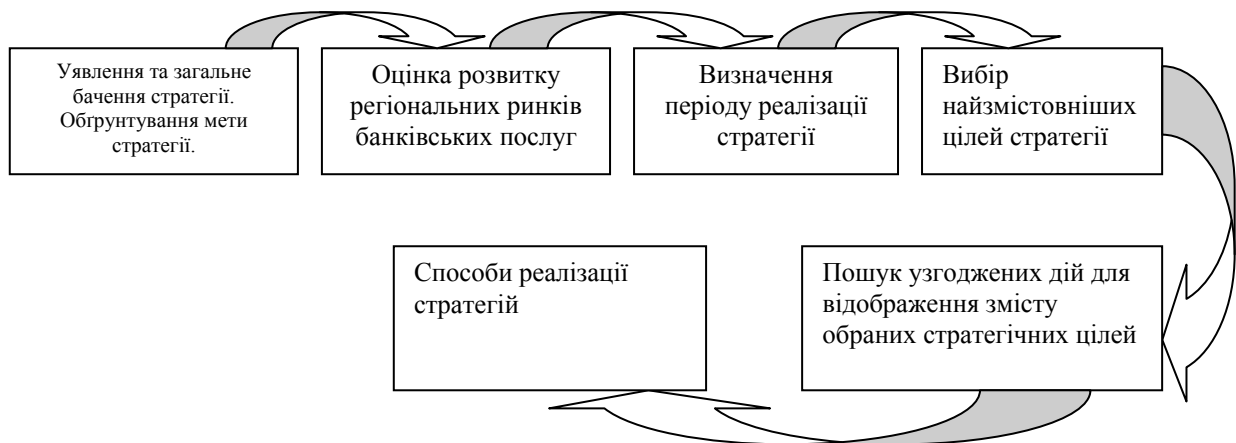 Уявлення та загальне
бачення стратегії.
Обґрунтування мети
стратегії.
Оцінка розвитку
регіональних ринків
банківських послуг
Визначення
періоду реалізації
стратегії
Вибір
найзмістовніших
цілей стратегії
Пошук узгоджених дій для
відображення змісту
обраних стратегічних цілей
Способи реалізації
стратегій